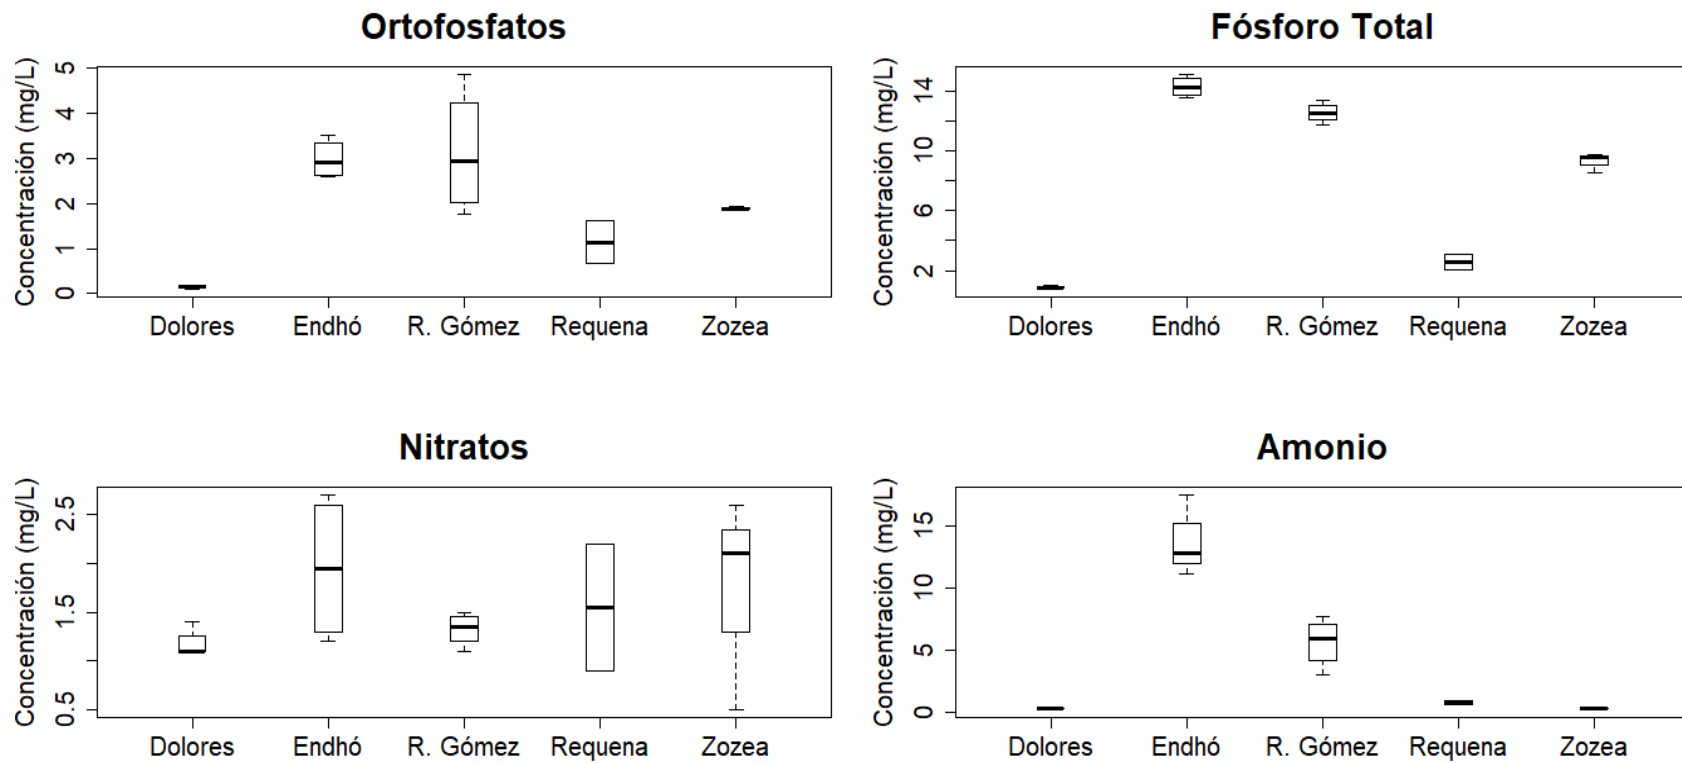 Ortofosfatos
Concentración (mg/L)
5
4
3
2
1
0
Dolores Endhó R. Gómez Requena Zozea
Fósforo Total
Concentración (mg/L)
14
10
6
2
Dolores Endhó R. Gómez Requena Zozea
Nitratos
Concentración (mg/L)
2.5
1.5
0.5
Dolores Endhó R. Gómez Requena Zozea
Amonio
Concentración (mg/L)
15
10
5
0
Dolores Endhó R. Gómez Requena Zozea